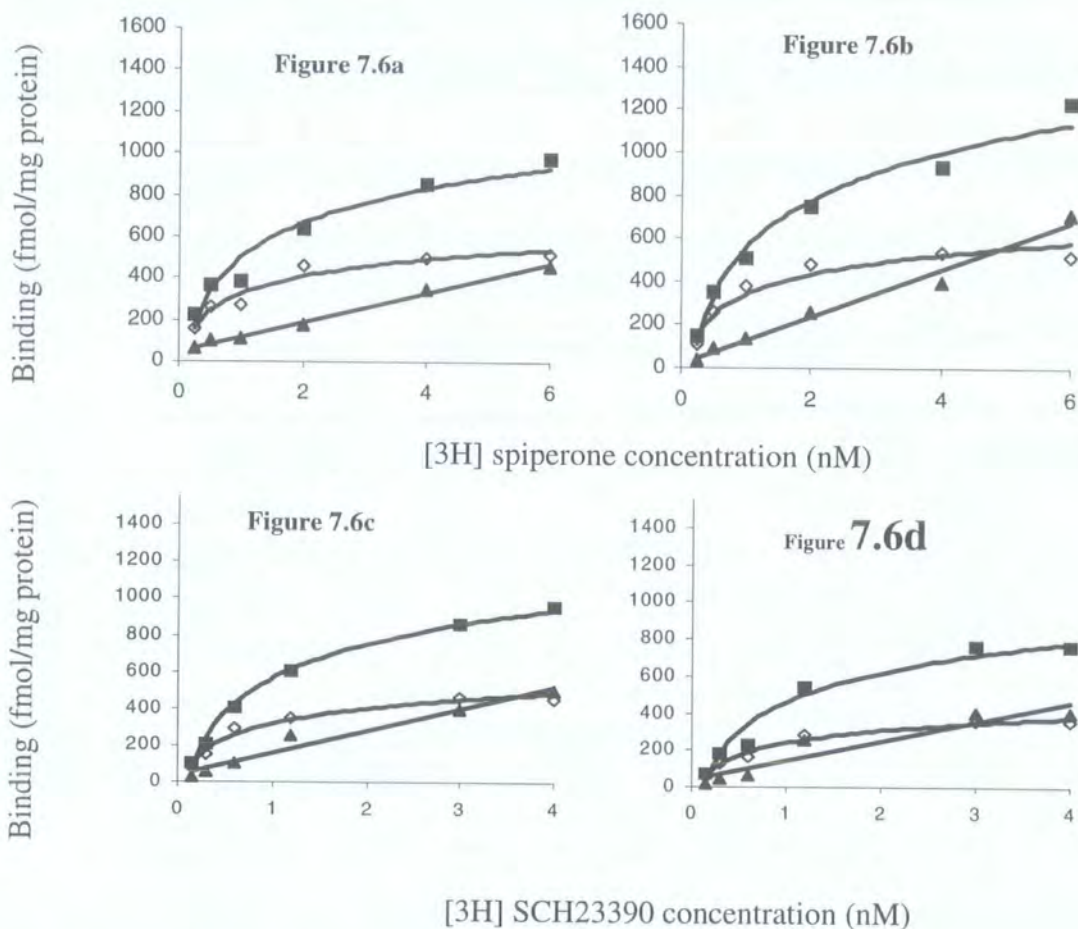 Figure 7.6a
Binding (fmol/mg protein)
1600
1400
1200
1000
800
600
400
200
0
0 2 4 6
Figure 7.6b
1600
1400
1200
1000
800
600
400
200
0
0 2 4 6
[3H] spiperone concentration (nM)
Figure 7.6c
Binding (fmol/mg protein)
1400
1200
1000
800
600
400
200
0
0 1 2 3 4
Figure 7.6d
1400
1200
1000
800
600
400
200
0
0 1 2 3 4
[3H] SCH23390 concentration (nM)